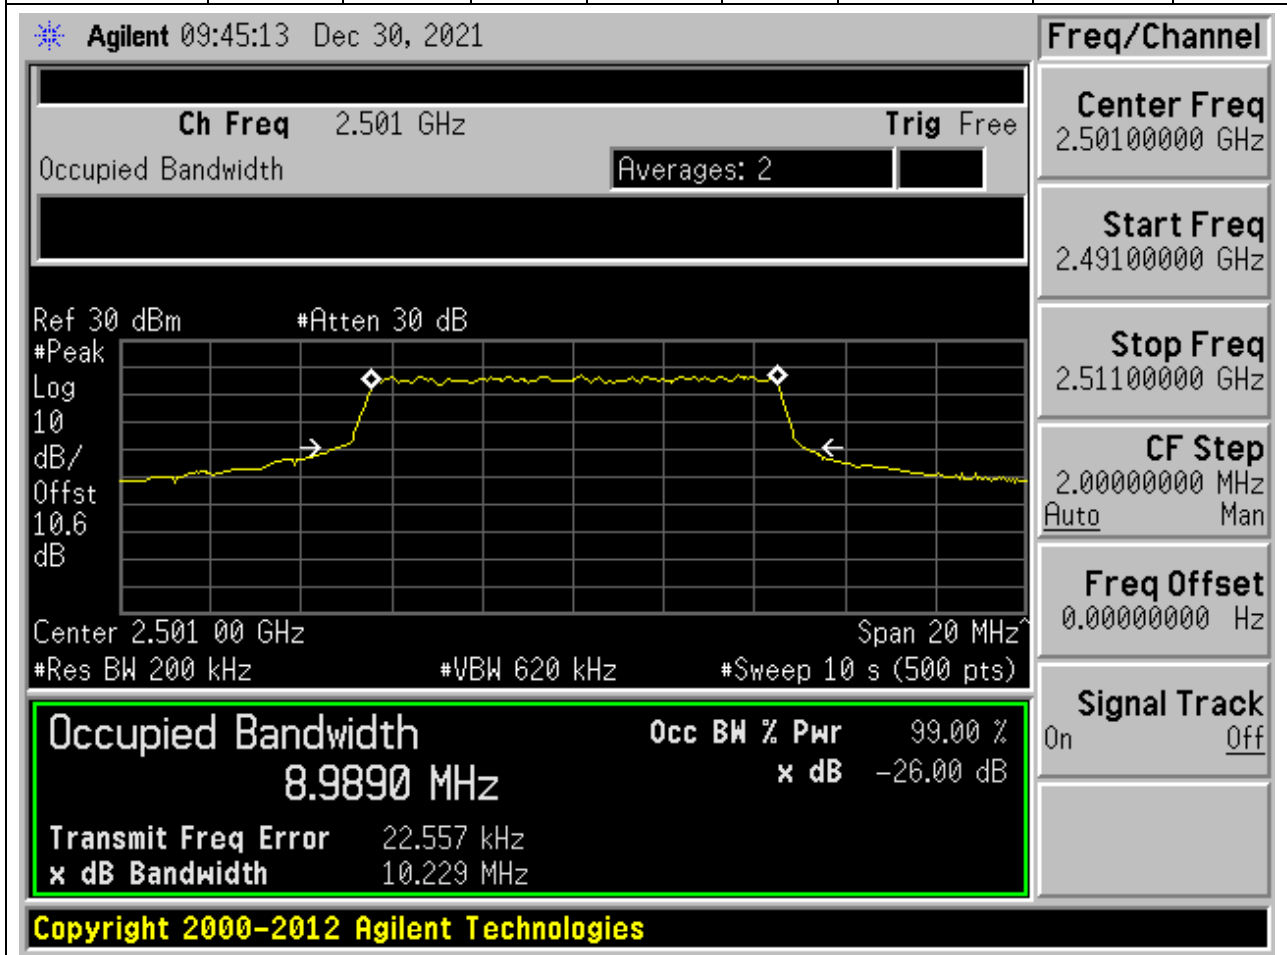 Agilent 09:45:13 Dec 30, 2021
Freq/Channel
Ch Freq 2.501 GHz Trig Free
Occupied Bandwidth Averages: 2
Ref 30 dBm #Atten 30 dB
#Peak
Log
10
dB/
Offst
10.6
dB
Center 2.501 00 GHz Span 20 MHz^
#Res BW 200 kHz #VBW 620 kHz #Sweep 10 s (500 pts)
Occupied Bandwidth Occ BW % Pwr 99.00 %
8.9890 MHz x dB -26.00 dB
Transmit Freq Error 22.557 kHz
x dB Bandwidth 10.229 MHz
Center Freq
2.50100000 GHz
Start Freq
2.49100000 GHz
Stop Freq
2.51100000 GHz
CF Step
2.00000000 MHz
Auto Man
Freq Offset
0.00000000 Hz
Signal Track
On Off
Copyright 2000-2012 Agilent Technologies